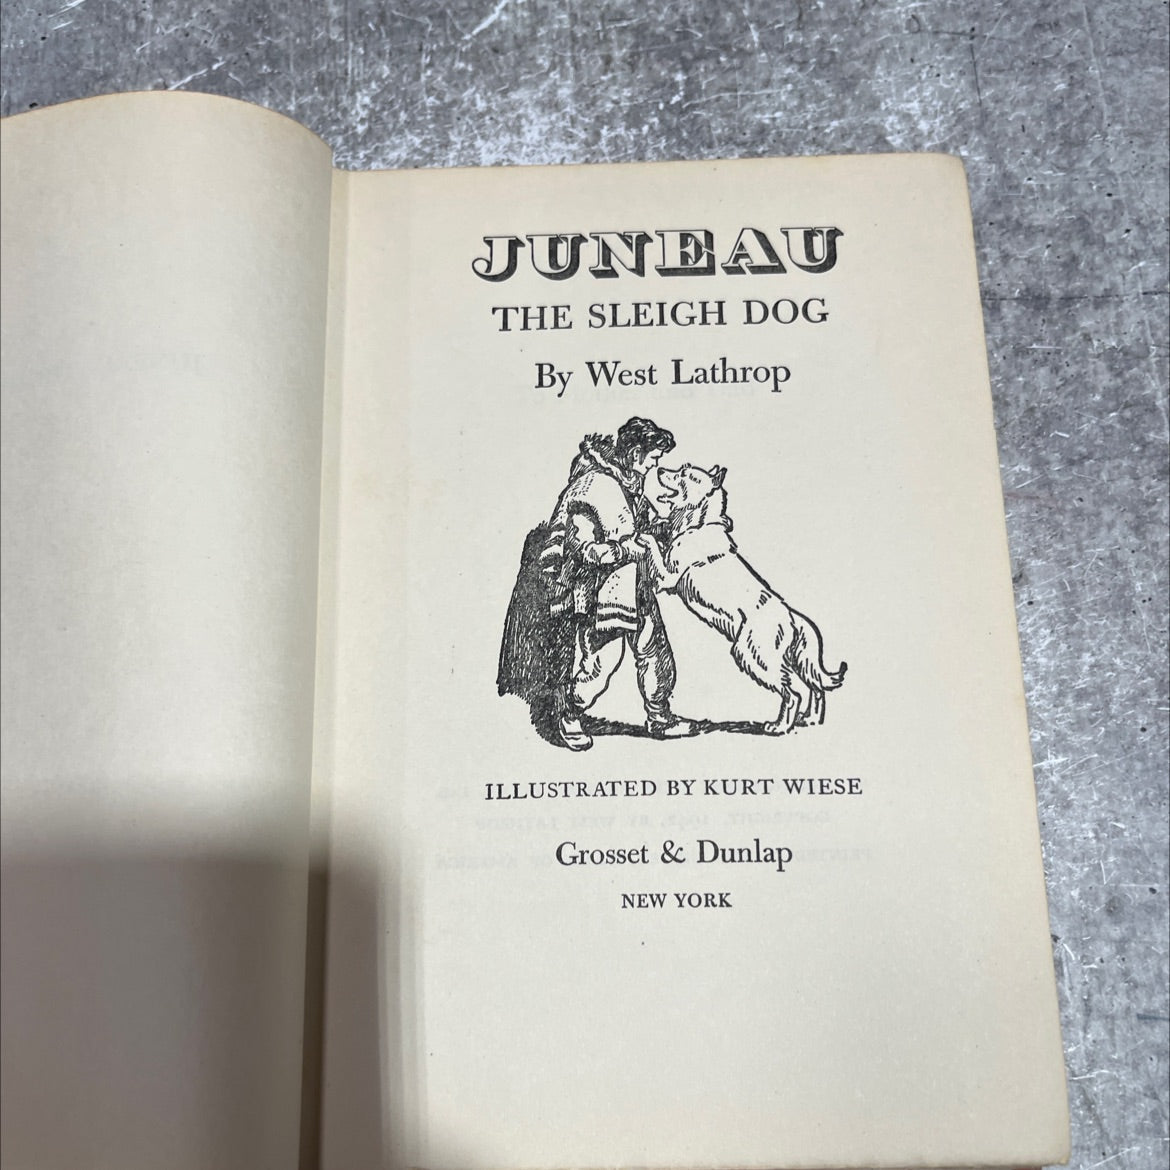 JUNEAU
THE SLEIGH DOG
By West Lathrop
ILLUSTRATED BY KURT WIESE
Grosset & Dunlap
NEW YORK